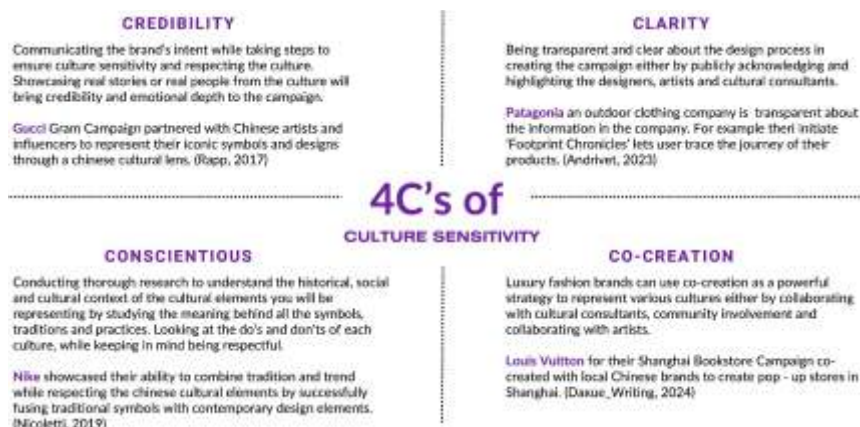 CREDIBILITY
Communicating the brand's intent while taking steps to
ensure culture sensitivity and respecting the culture.
Showcasing real stories or real people from the culture will
bring credibility and emotional depth to the campaign.
Gucci Gram Campaign partnered with Chinese artists and
influencers to represent their iconic symbols and designs
through a chinese cultural lens. (Rapp, 2017)
CLARITY
Being transparent and clear about the design process in
creating the campaign either by publicly acknowledging and
highlighting the designers, artists and cultural consultants.
Patagonia an outdoor clothing company is transparent about
the information in the company. For example theri initiate
'Footprint Chronicles' lets user trace the journey of their
products. (Andrivet, 2023)
4C's of
CULTURE SENSITIVITY
CONSCIENTIOUS
Conducting thorough research to understand the historical, social
and cultural context of the cultural elements you will be
representing by studying the meaning behind all the symbols,
traditions and practices. Looking at the do's and don'ts of each
culture, while keeping in mind being respectful.
Nike showcased their ability to combine tradition and trend
while respecting the chinese cultural elements by successfully
fusing traditional symbols with contemporary design elements.
(Nicoletti, 2019)
CO-CREATION
Luxury fashion brands can use co-creation as a powerful
strategy to represent various cultures either by collaborating
with cultural consultants, community involvement and
collaborating with artists.
Louis Vuitton for their Shanghai Bookstore Campaign co-
created with local Chinese brands to create pop - up stores in
Shanghai. (Daxue_Writing, 2024)